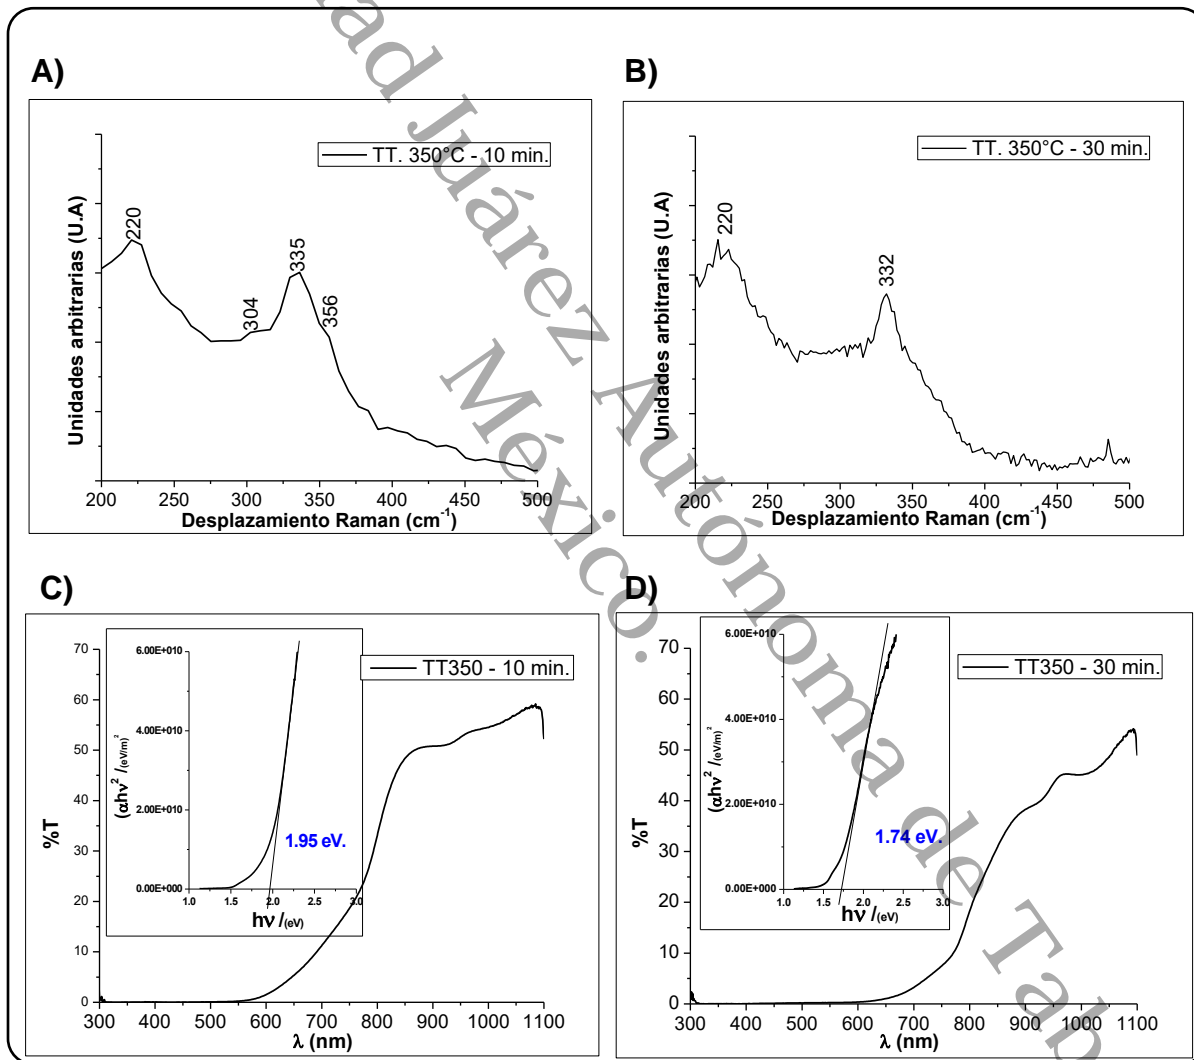 A)
TT. 350°C - 10 min.
Unidades arbitrarias (U.A)
220
304
335
356
200 250 300 350 400 450 500
Desplazamiento Raman (cm⁻¹)
B)
TT. 350°C - 30 min.
Unidades arbitrarias (U.A)
220
332
200 250 300 350 400 450 500
Desplazamiento Raman (cm⁻¹)
C)
TT350 - 10 min.
%T
70
60
50
40
30
20
10
0
300 400 500 600 700 800 900 1000 1100
λ (nm)
(αhν² /(eV/m)²
6.00E+010
4.00E+010
2.00E+010
0.00E+000
1.95 eV.
1.0 1.5 2.0 2.5 3.0
hν /(eV)
D)
TT350 - 30 min.
%T
70
60
50
40
30
20
10
0
300 400 500 600 700 800 900 1000 1100
λ (nm)
(αhν² /(eV/m)²
6.00E+010
4.00E+010
2.00E+010
0.00E+000
1.74 eV.
1.0 1.5 2.0 2.5 3.0
hν /(eV)
dad Juárez Autónoma de Tab
México.